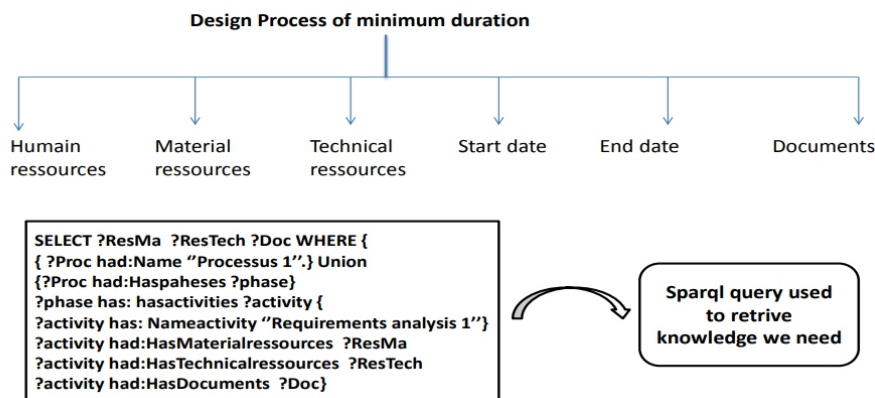 Design Process of minimum duration
Humain
ressources
Material
ressources
Technical
ressources
Start date
End date
Documents
SELECT ?ResMa ?ResTech ?Doc WHERE {
{ ?Proc had:Name ‘’Processus 1’’.} Union
{?Proc had:Haspaheses ?phase}
?phase has: hasactivities ?activity {
?activity has: Nameactivity ‘’Requirements analysis 1’’}
?activity had:HasMaterialressources ?ResMa
?activity had:HasTechnicalressources ?ResTech
?activity had:HasDocuments ?Doc}
Sparql query used
to retrive
knowledge we need